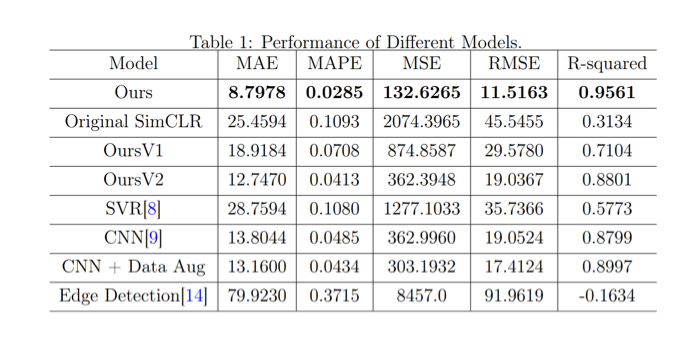 Table 1: Performance of Different Models.
Model MAE MAPE MSE RMSE R-squared
Ours 8.7978 0.0285 132.6265 11.5163 0.9561
Original SimCLR 25.4594 0.1093 2074.3965 45.5455 0.3134
OursV1 18.9184 0.0708 874.8587 29.5780 0.7104
OursV2 12.7470 0.0413 362.3948 19.0367 0.8801
SVR[8] 28.7594 0.1080 1277.1033 35.7366 0.5773
CNN[9] 13.8044 0.0485 362.9960 19.0524 0.8799
CNN + Data Aug 13.1600 0.0434 303.1932 17.4124 0.8997
Edge Detection[14] 79.9230 0.3715 8457.0 91.9619 -0.1634